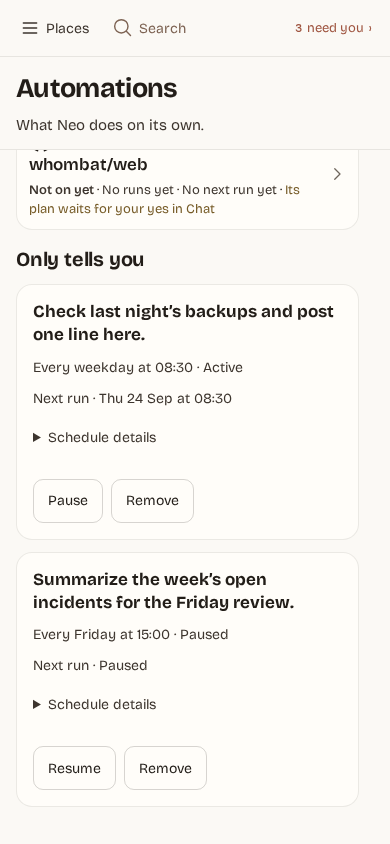 Places
Search
3 need you ›
Automations
What Neo does on its own.
whombat/web
Not on yet · No runs yet · No next run yet · Its
plan waits for your yes in Chat
Only tells you
Check last night’s backups and post
one line here.
Every weekday at 08:30 · Active
Next run · Thu 24 Sep at 08:30
Schedule details
Pause
Remove
Summarize the week’s open
incidents for the Friday review.
Every Friday at 15:00 · Paused
Next run · Paused
Schedule details
Resume
Remove